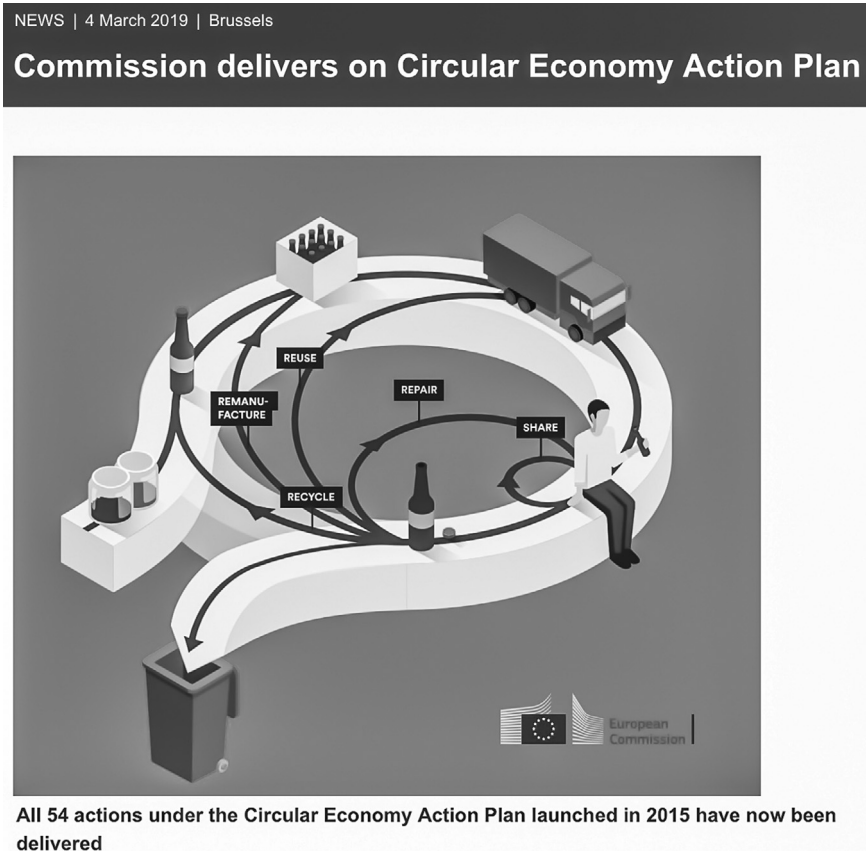 NEWS | 4 March 2019 | Brussels
Commission delivers on Circular Economy Action Plan
REUSE
REPAIR
REMANU-
FACTURE
SHARE
RECYCLE
European
Commission
All 54 actions under the Circular Economy Action Plan launched in 2015 have now been
delivered